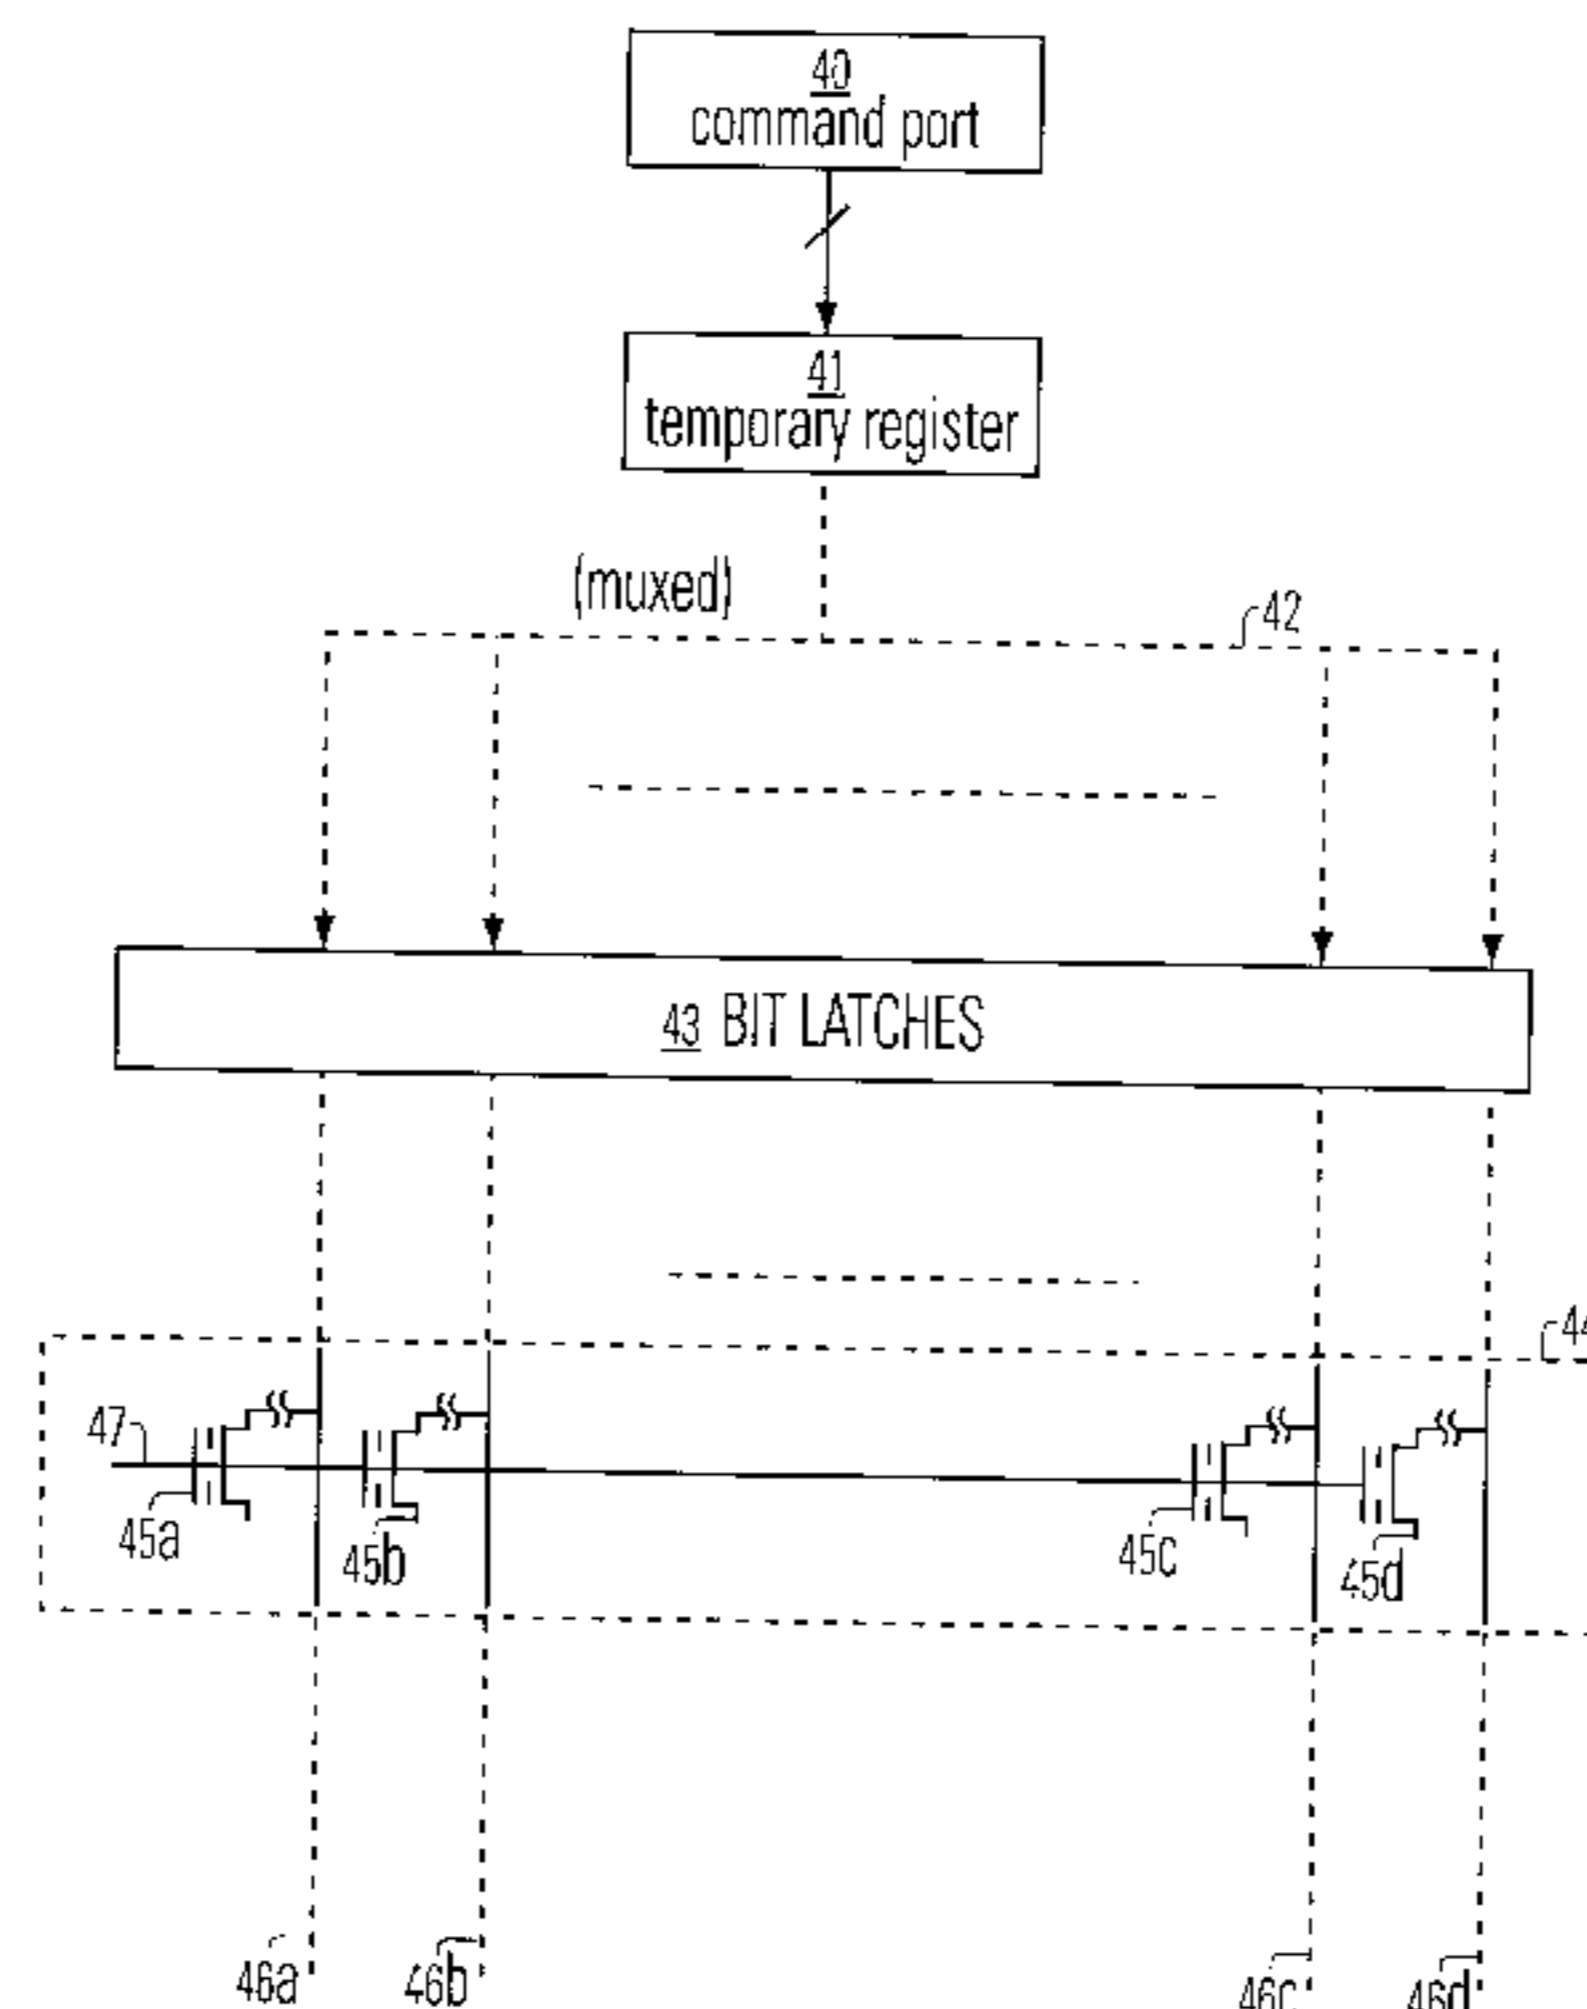 40
command port
41
temporary register
(muxed)
42
43 BIT LATCHES
44
47
45a
45b
45c
45d
46a
46b
46c
46d